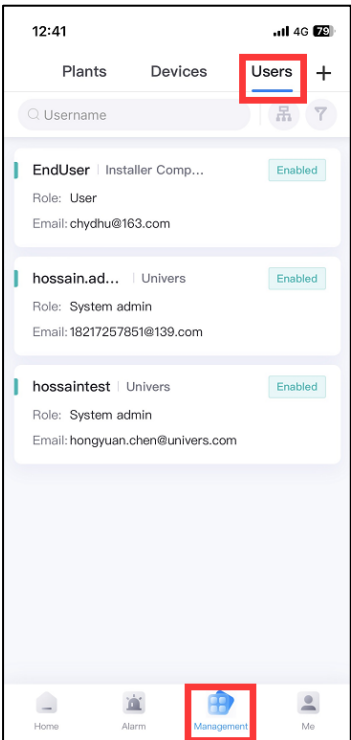 12:41 4G 79
Plants Devices Users +
Username
EndUser Installer Comp... Enabled
Role: User
Email: chydhu@163.com
hossain.ad... Univers Enabled
Role: System admin
Email: 18217257851@139.com
hossaintest Univers Enabled
Role: System admin
Email: hongyuan.chen@univers.com
Home Alarm Management Me